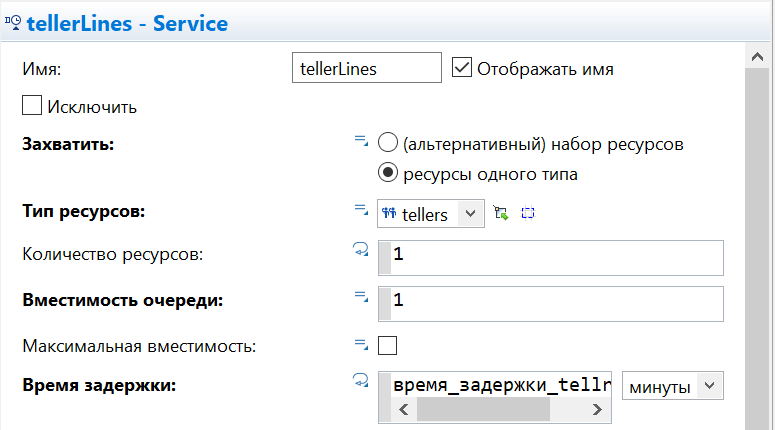 tellerLines - Service
Имя: tellerLines Отображать имя
Исключить
Захватить: (альтернативный) набор ресурсов
ресурсы одного типа
Тип ресурсов: tellers
Количество ресурсов: 1
Вместимость очереди: 1
Максимальная вместимость:
Время задержки: время_задержки_telln минуты